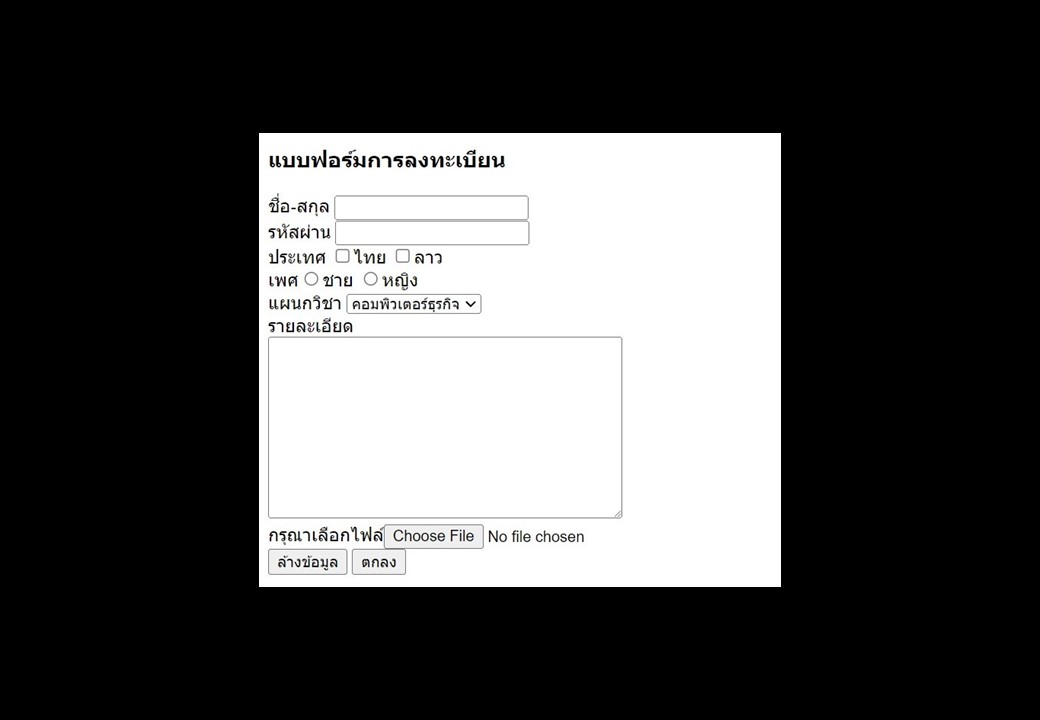 แบบฟอร์มการลงทะเบียน
ชื่อ-สกุล
รหัสผ่าน
ประเทศ ไทย ลาว
เพศ ชาย หญิง
แผนกวิชา คอมพิวเตอร์ธุรกิจ
รายละเอียด
กรุณาเลือกไฟล์ Choose File No file chosen
ล้างข้อมูล ตกลง